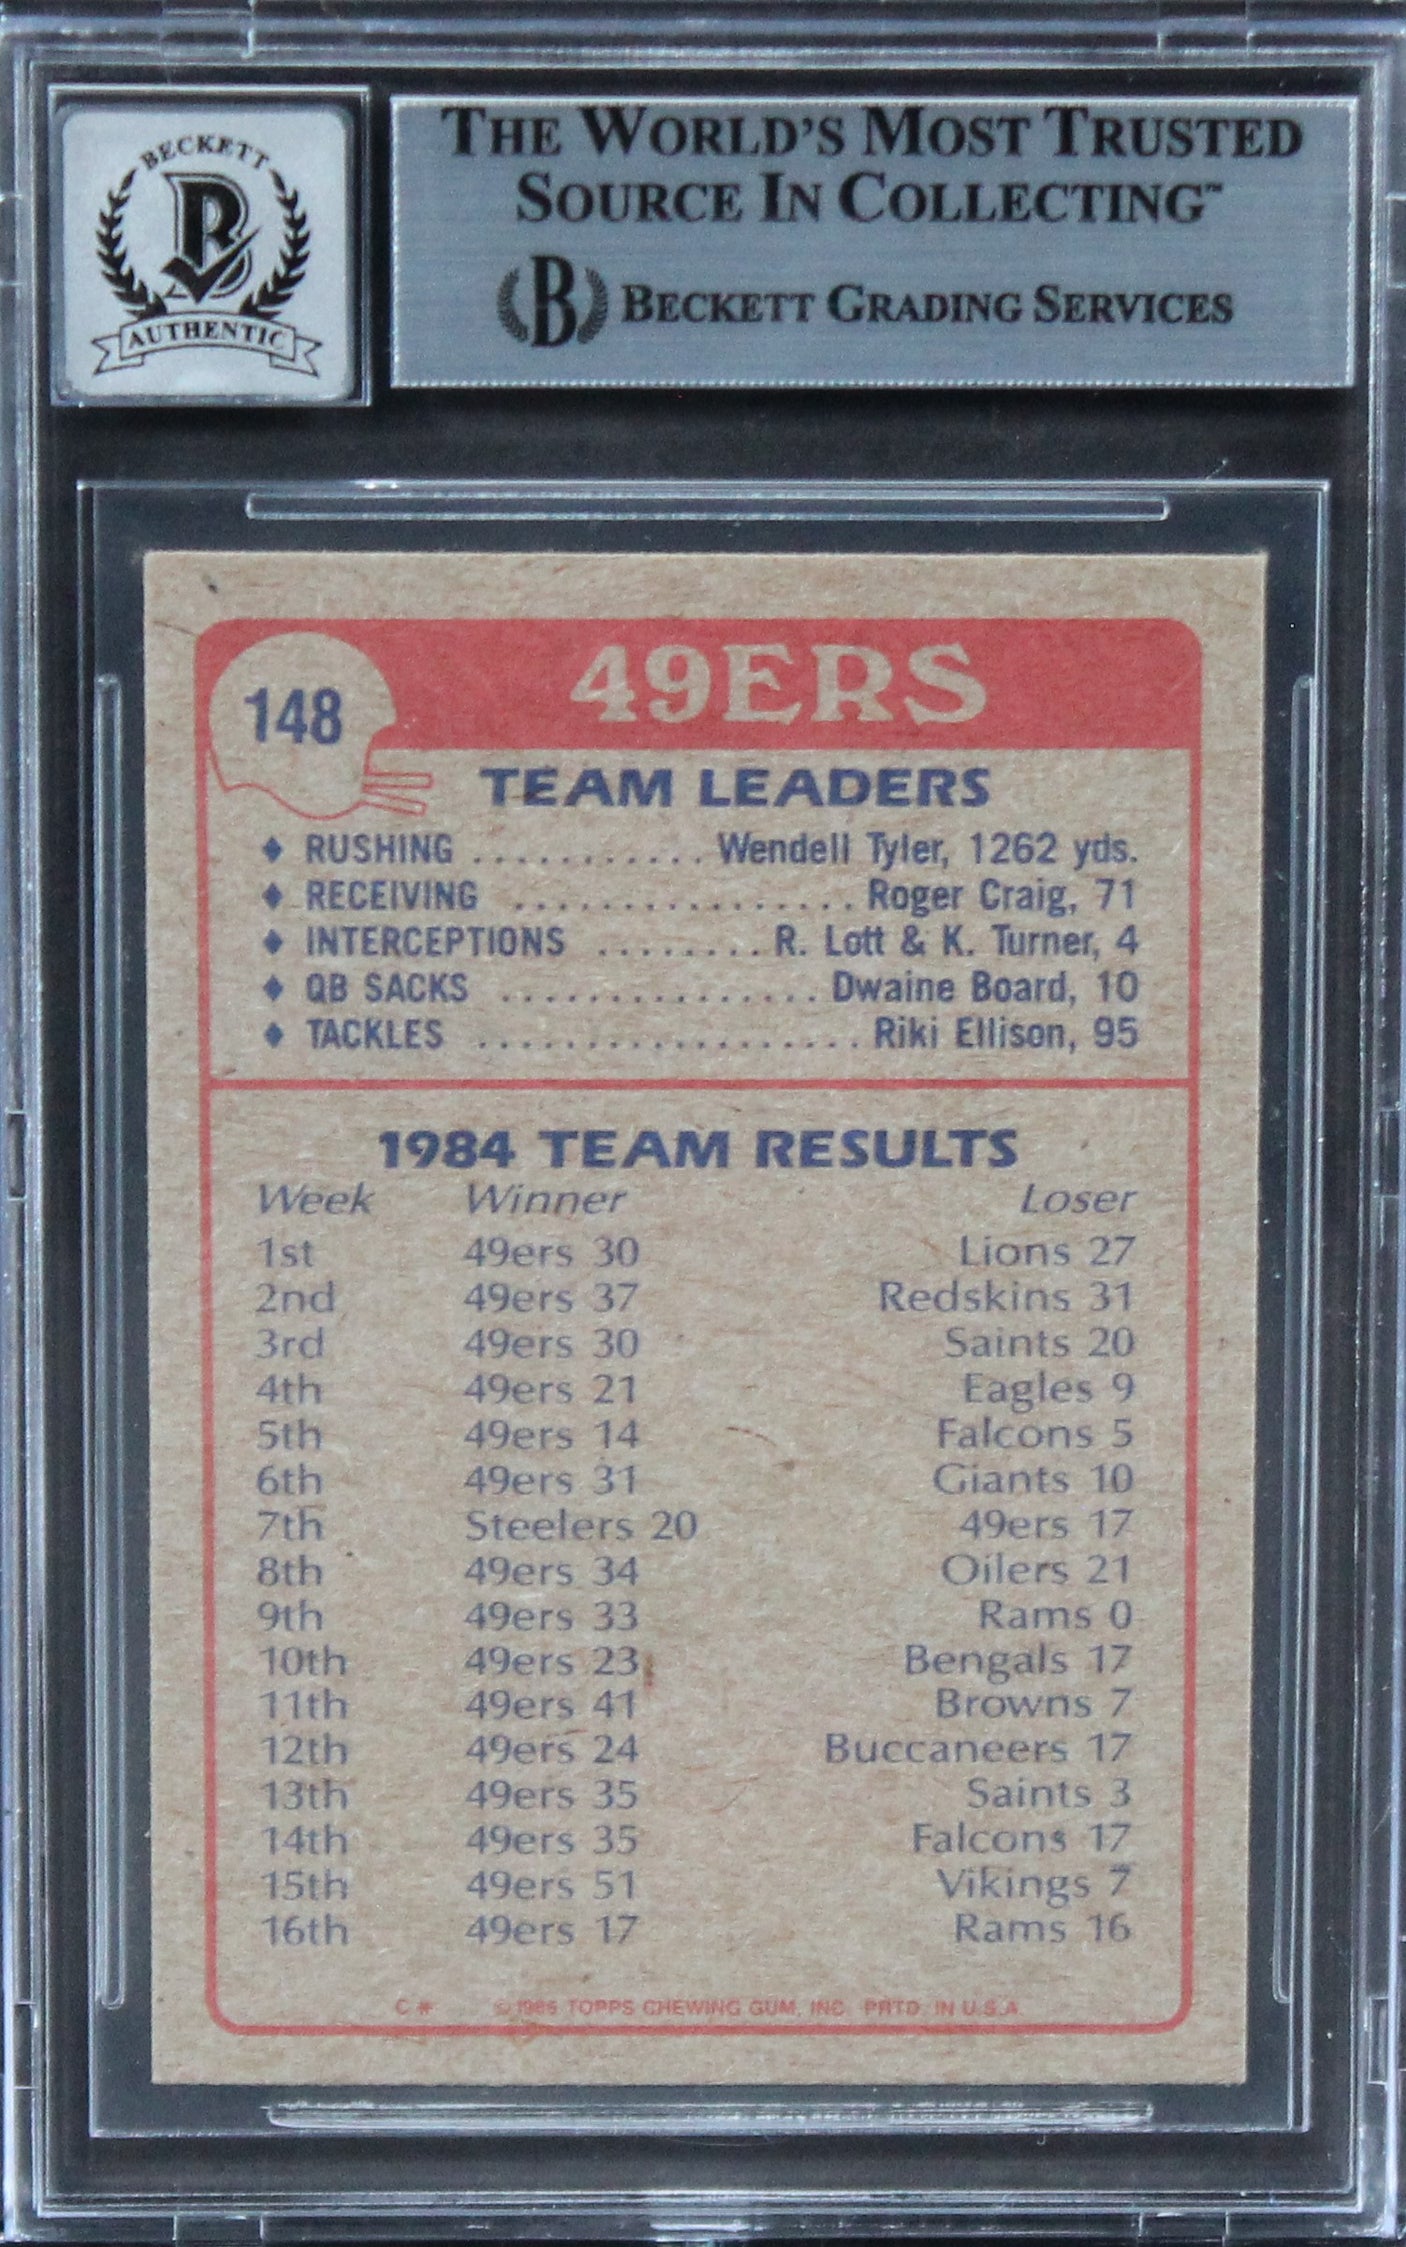 BECKETT
B
AUTHENTIC
THE WORLD'S MOST TRUSTED
SOURCE IN COLLECTING™
B BECKETT GRADING SERVICES
148
49ERS
TEAM LEADERS
♦ RUSHING ............ Wendell Tyler, 1262 yds.
♦ RECEIVING ................. Roger Craig, 71
♦ INTERCEPTIONS ......... R. Lott & K. Turner, 4
♦ QB SACKS ................ Dwaine Board, 10
♦ TACKLES ................... Riki Ellison, 95
1984 TEAM RESULTS
Week Winner Loser
1st 49ers 30 Lions 27
2nd 49ers 37 Redskins 31
3rd 49ers 30 Saints 20
4th 49ers 21 Eagles 9
5th 49ers 14 Falcons 5
6th 49ers 31 Giants 10
7th Steelers 20 49ers 17
8th 49ers 34 Oilers 21
9th 49ers 33 Rams 0
10th 49ers 23 Bengals 17
11th 49ers 41 Browns 7
12th 49ers 24 Buccaneers 17
13th 49ers 35 Saints 3
14th 49ers 35 Falcons 17
15th 49ers 51 Vikings 7
16th 49ers 17 Rams 16
C * © 1985 TOPPS CHEWING GUM, INC. PRTD. IN U.S.A.